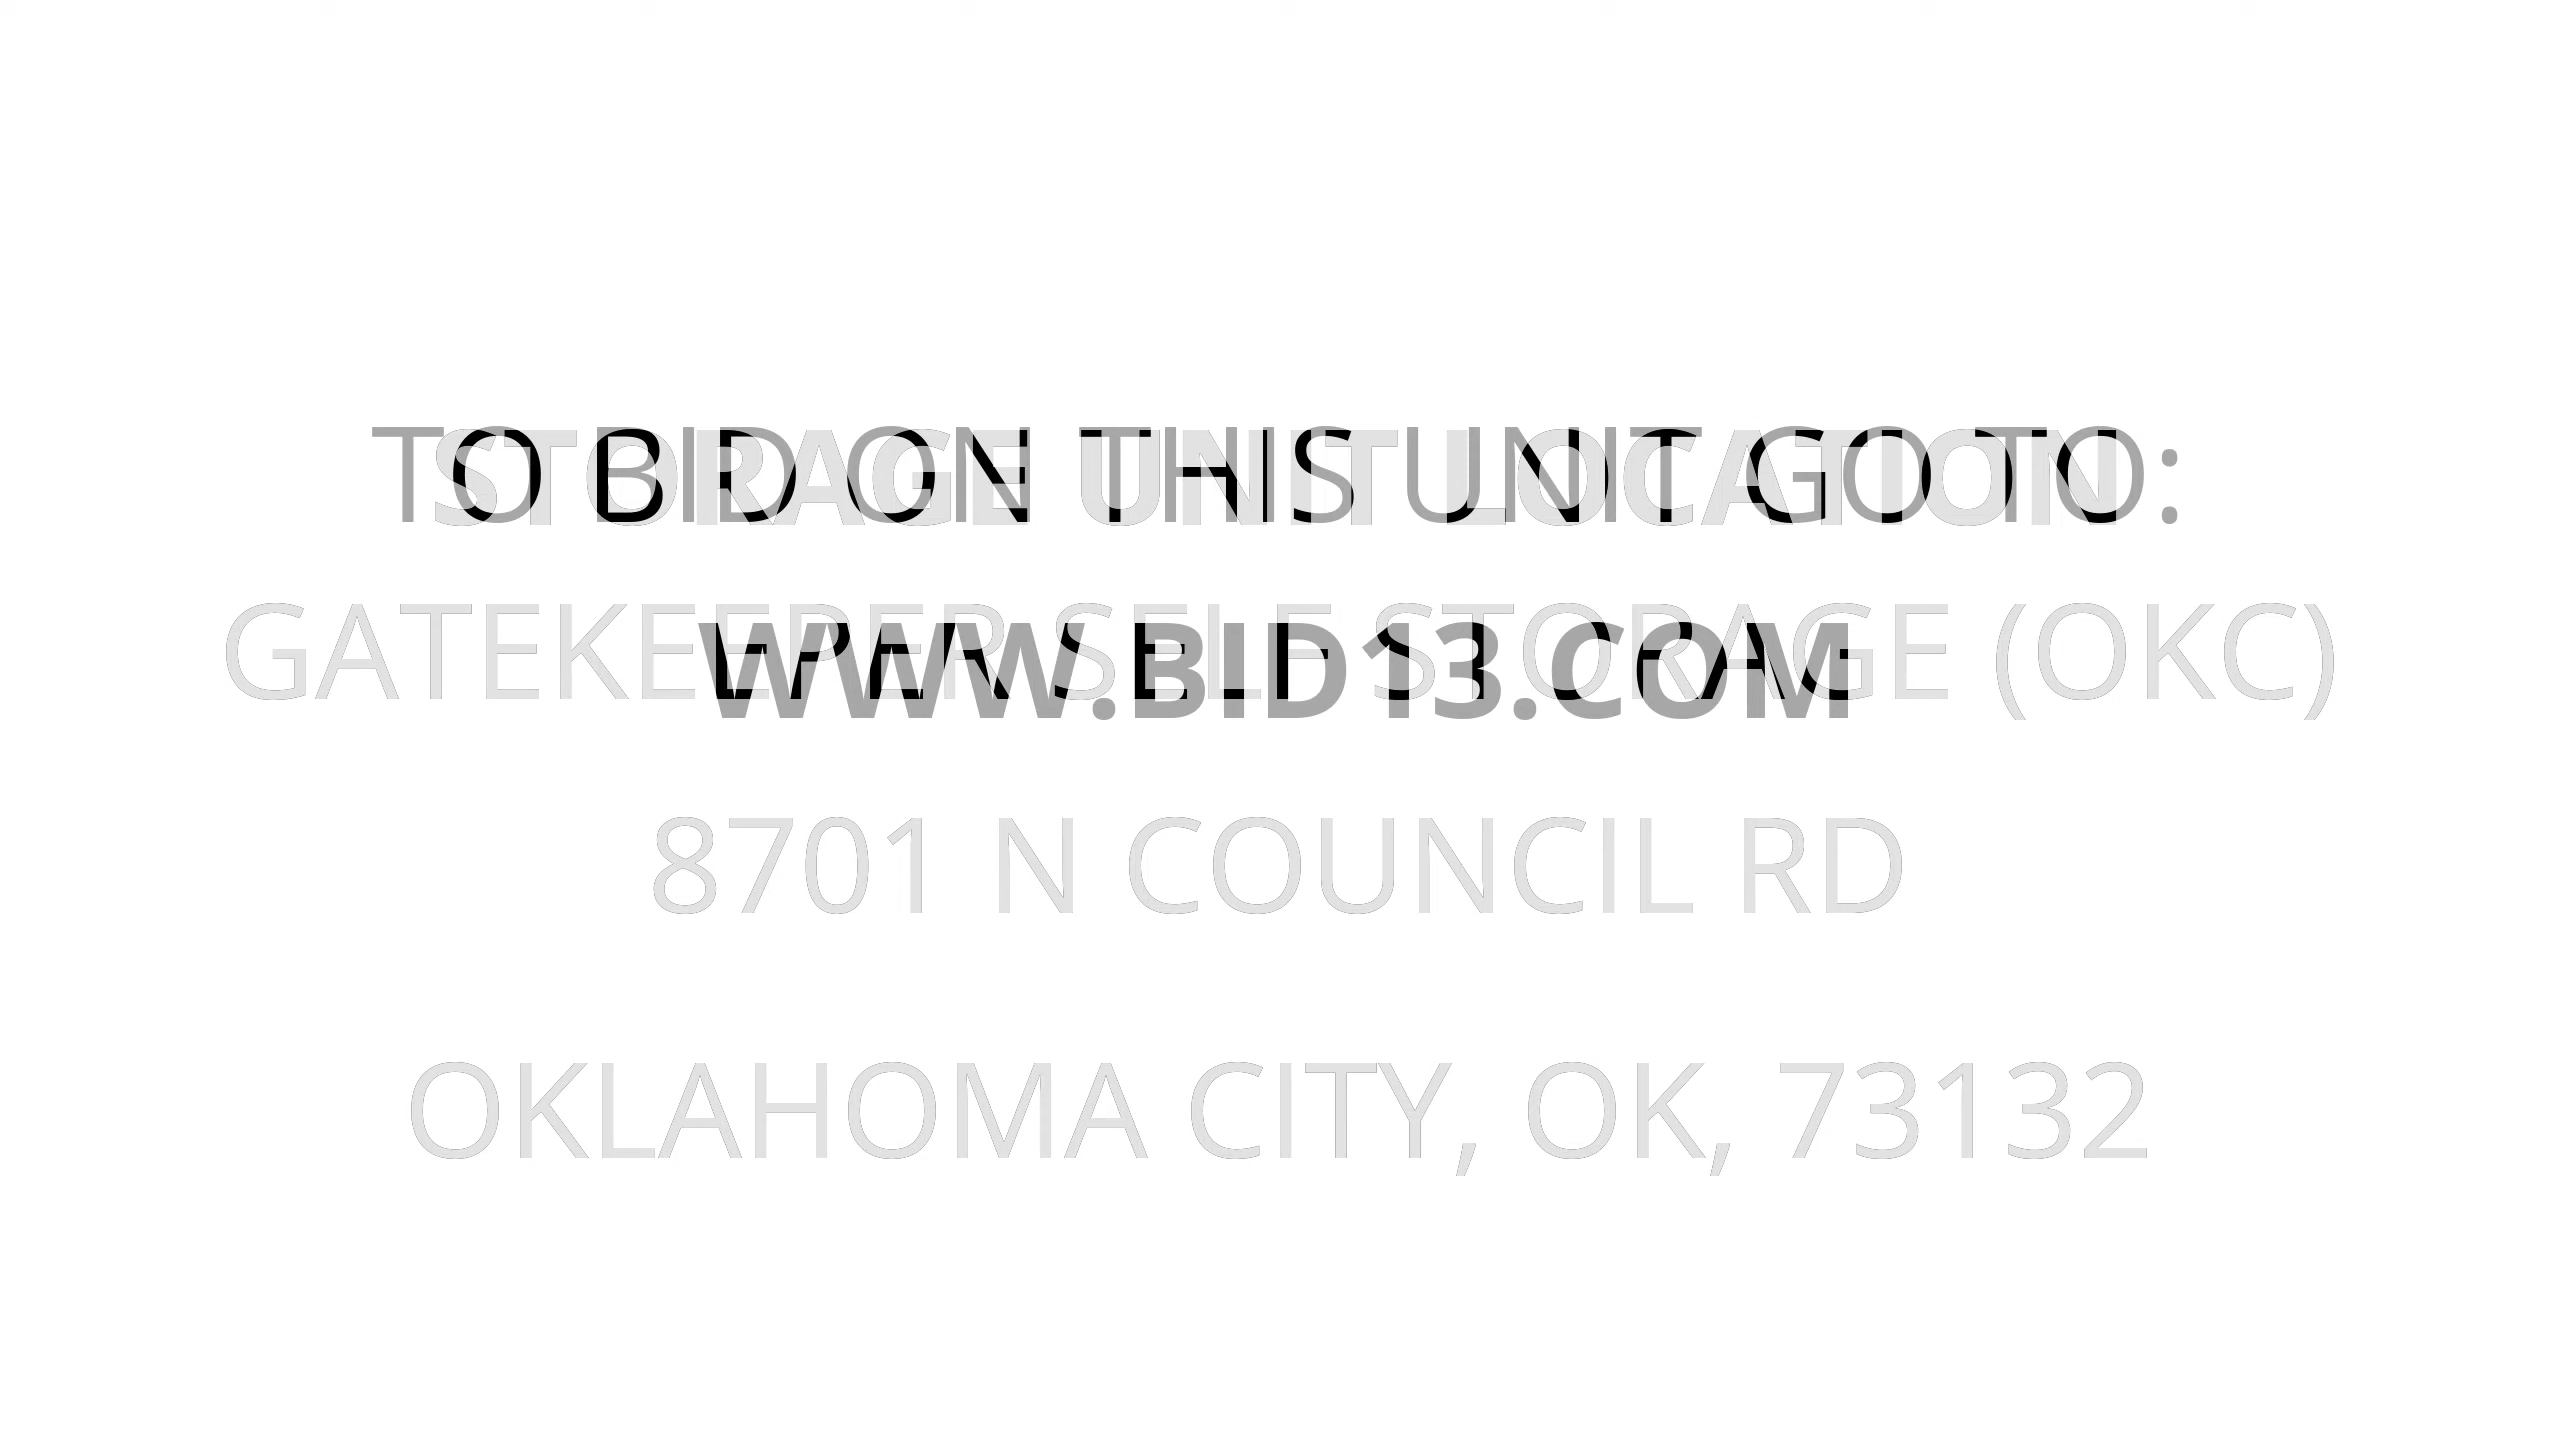 TO BID ON THIS UNIT GO TO:
WWW.BID13.COM
STORAGE UNIT LOCATION
GATEKEEPER SELF STORAGE (OKC)
8701 N COUNCIL RD
OKLAHOMA CITY, OK, 73132